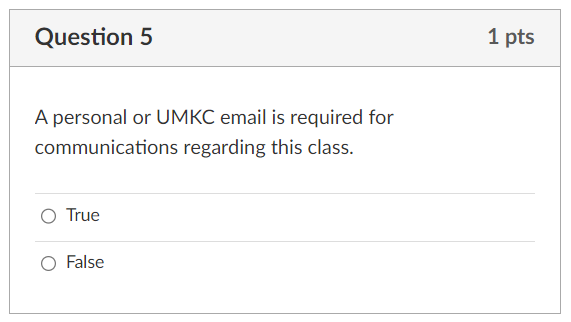 Question 5
1 pts
A personal or UMKC email is required for
communications regarding this class.
True
False